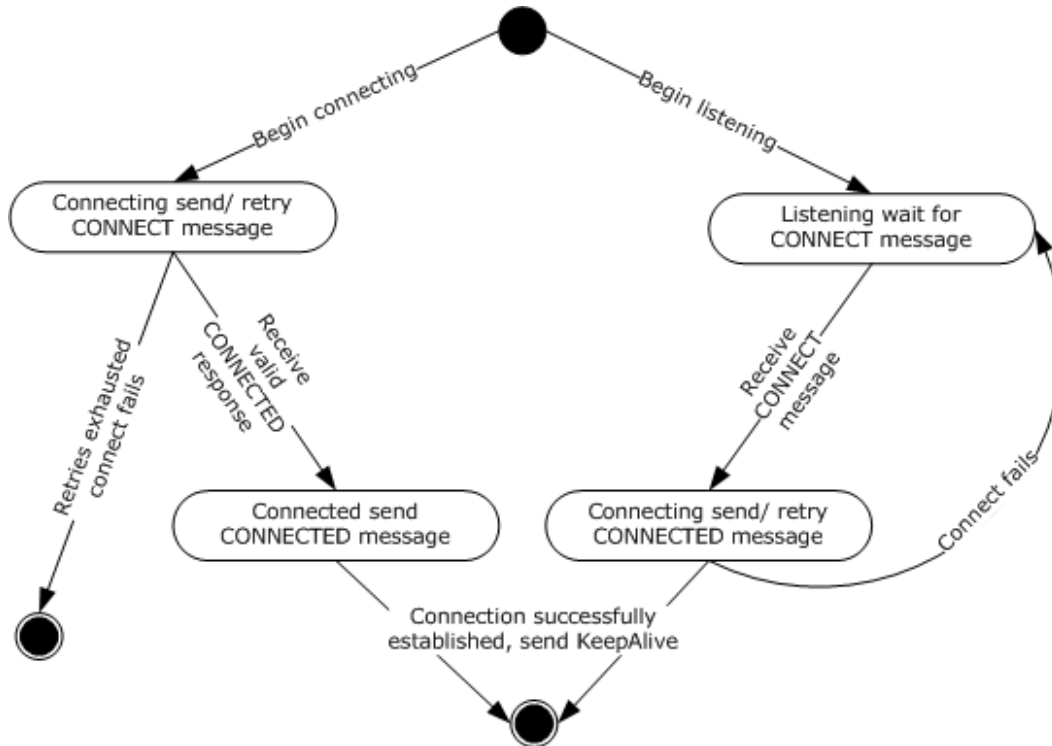 Begin connecting
Begin listening
Connecting send/ retry
CONNECT message
Listening wait for
CONNECT message
Retries exhausted
connect fails
Receive
valid
CONNECTED
response
Receive
CONNECT
message
Connect fails
Connected send
CONNECTED message
Connecting send/ retry
CONNECTED message
Connection successfully
established, send KeepAlive